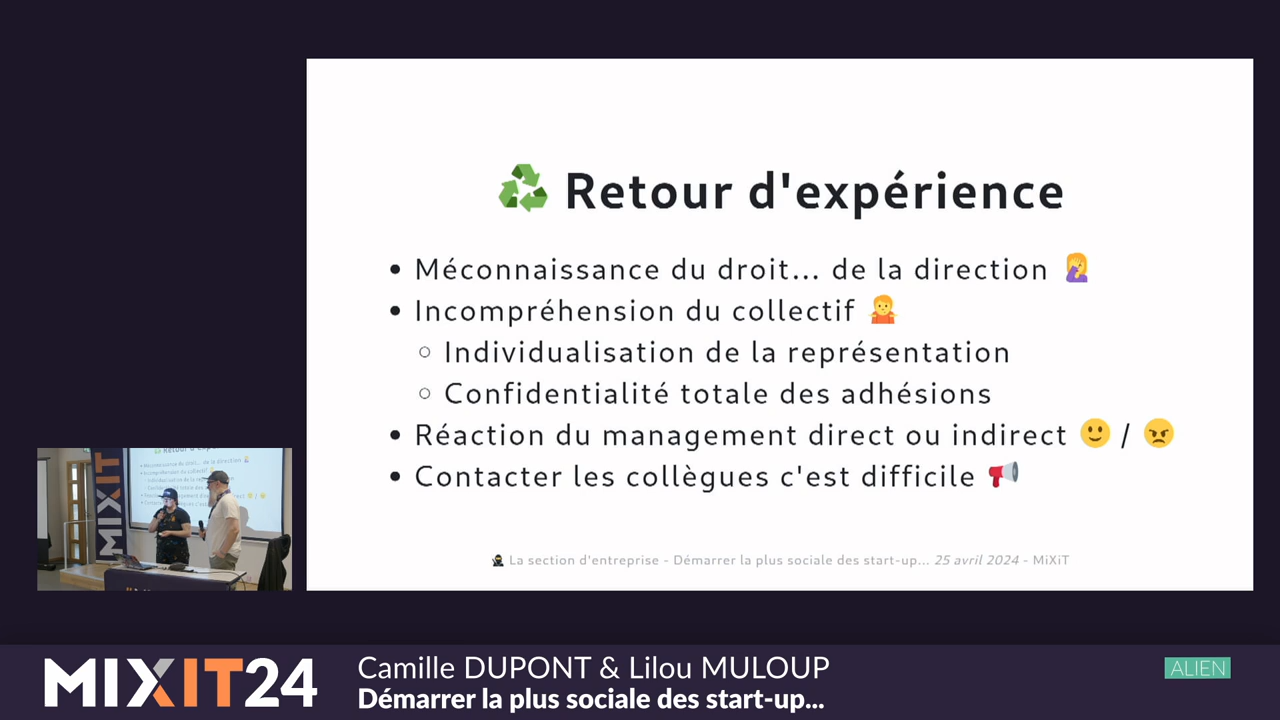 ♻️ Retour d'expérience
• Méconnaissance du droit... de la direction 🤦‍♀️
• Incompréhension du collectif 🤷
○ Individualisation de la représentation
○ Confidentialité totale des adhésions
• Réaction du management direct ou indirect 🙂 / 😠
• Contacter les collègues c'est difficile 📢
🥷 La section d'entreprise - Démarrer la plus sociale des start-up... 25 avril 2024 - MiXiT
MIXIT
MIXIT24
Camille DUPONT & Lilou MULOUP
Démarrer la plus sociale des start-up...
ALIEN